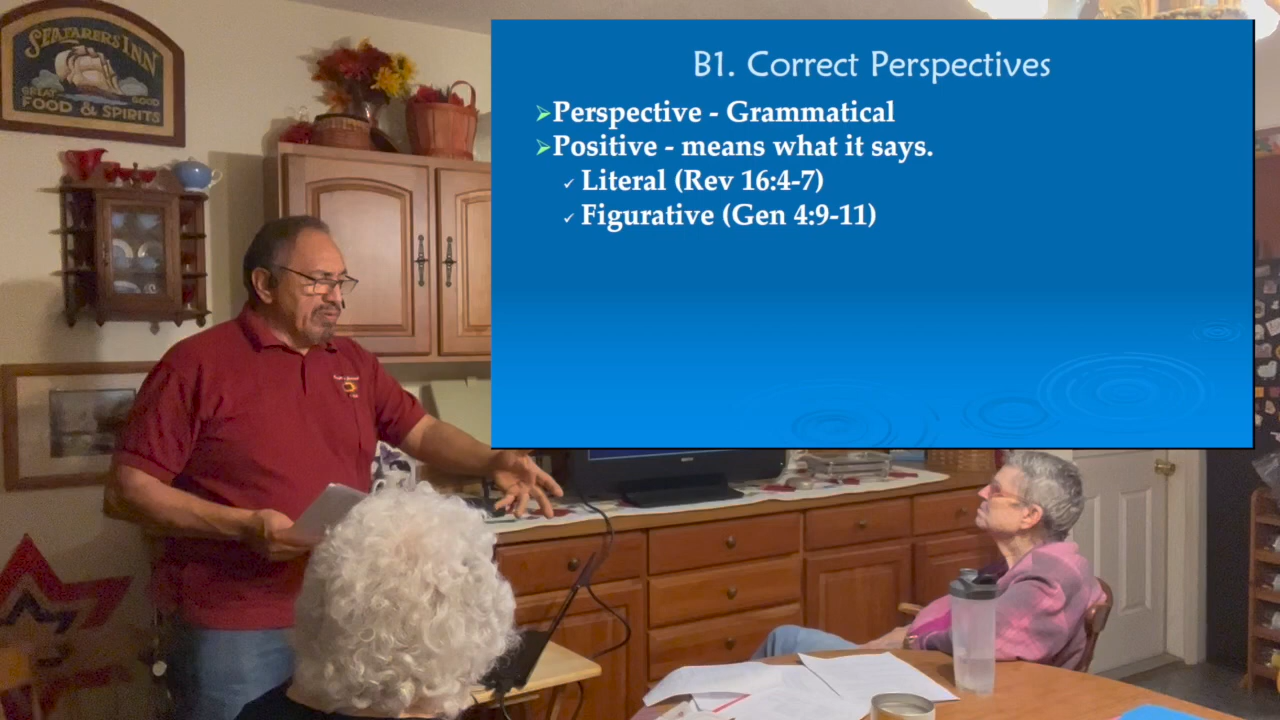 SEAFARERS INN
GREAT GOOD
FOOD & SPIRITS
B1. Correct Perspectives
Perspective - Grammatical
Positive - means what it says.
Literal (Rev 16:4-7)
Figurative (Gen 4:9-11)